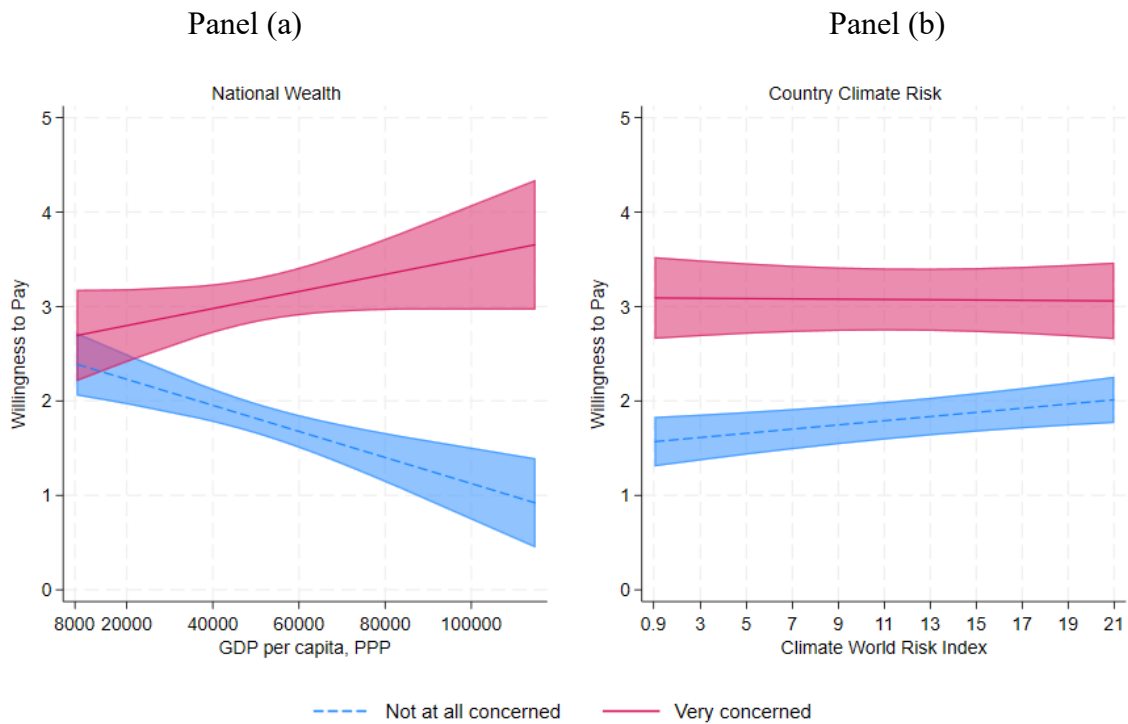 Panel (a)
Panel (b)
National Wealth
5
4
3
2
1
0
Willingness to Pay
8000 20000 40000 60000 80000 100000
GDP per capita, PPP
Country Climate Risk
5
4
3
2
1
0
Willingness to Pay
0.9 3 5 7 9 11 13 15 17 19 21
Climate World Risk Index
Not at all concerned Very concerned